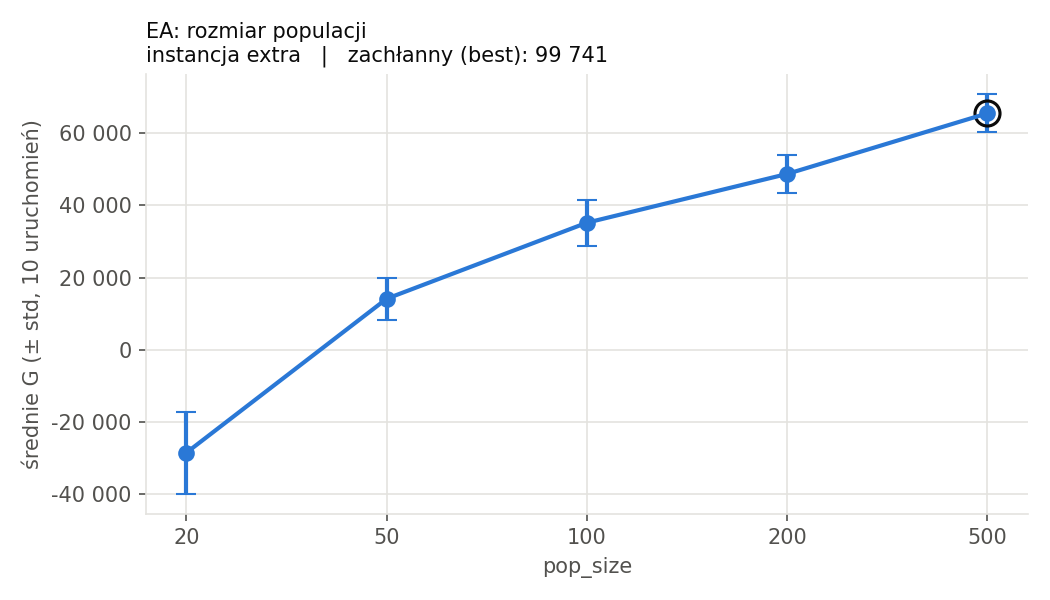 EA: rozmiar populacji
instancja extra | zachłanny (best): 99 741
średnie G (± std, 10 uruchomień)
60 000
40 000
20 000
0
-20 000
-40 000
20 50 100 200 500
pop_size